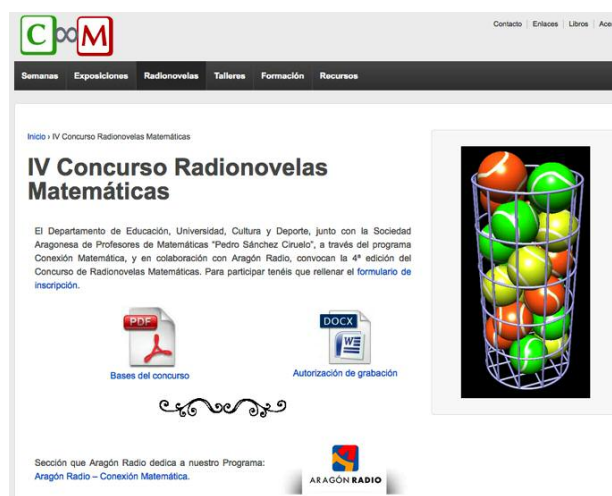 C∞M
Contacto | Enlaces | Libros |
Semanas Exposiciones Radionovelas Talleres Formación Recursos
Inicio › IV Concurso Radionovelas Matemáticas
IV Concurso Radionovelas
Matemáticas
El Departamento de Educación, Universidad, Cultura y Deporte, junto con la Sociedad
Aragonesa de Profesores de Matemáticas "Pedro Sánchez Ciruelo", a través del programa
Conexión Matemática, y en colaboración con Aragón Radio, convocan la 4ª edición del
Concurso de Radionovelas Matemáticas. Para participar tenéis que rellenar el formulario de
inscripción.
PDF
DOCX
W
Bases del concurso
Autorización de grabación
Sección que Aragón Radio dedica a nuestro Programa:
Aragón Radio – Conexión Matemática.
ARAGÓN RADIO